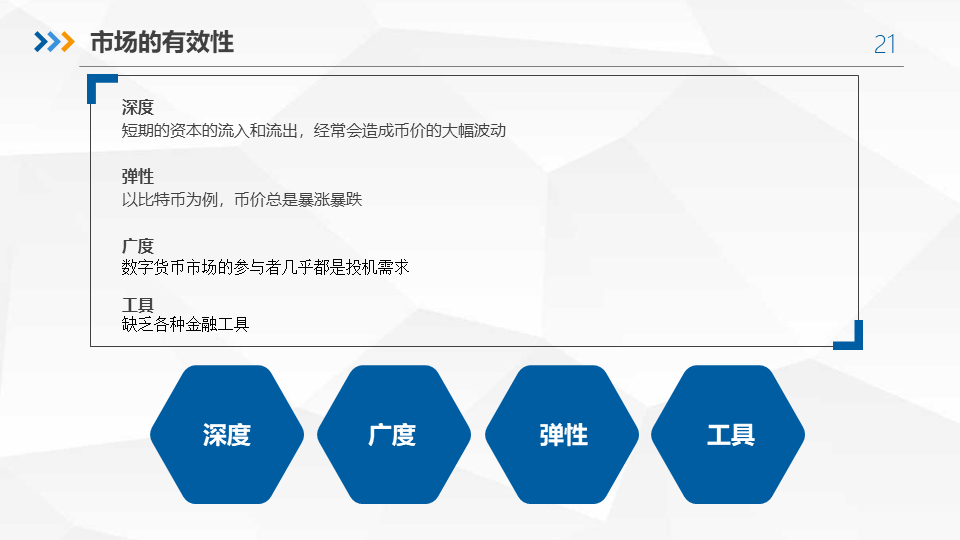 市场的有效性
21
深度
短期的资本的流入和流出，经常会造成币价的大幅波动
弹性
以比特币为例，币价总是暴涨暴跌
广度
数字货币市场的参与者几乎都是投机需求
工具
缺乏各种金融工具
深度
广度
弹性
工具